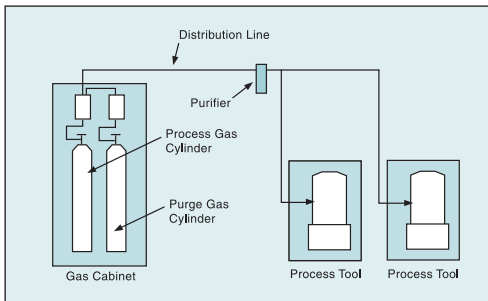 Distribution Line
Purifier
Process Gas
Cylinder
Purge Gas
Cylinder
Gas Cabinet
Process Tool
Process Tool